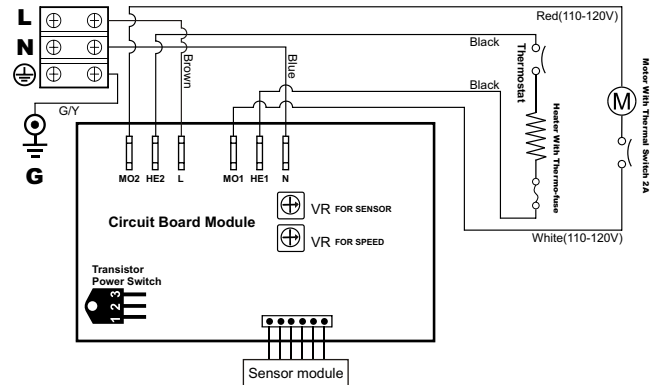 L
N
G
G/Y
Brown
Blue
Red(110-120V)
Black
Black
Thermostat
Heater With Thermo-fuse
M
Motor With Thermal Switch 2A
White(110-120V)
MO2 HE2 L MO1 HE1 N
Circuit Board Module
VR FOR SENSOR
VR FOR SPEED
Transistor
Power Switch
1 2 3
Sensor module